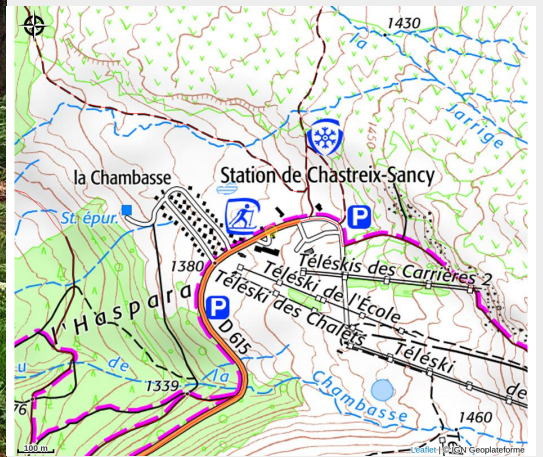 1430
la
Jarrige
1450
la Chambasse
Station de Chastreix-Sancy
St. épur.
P
1380
Téléskis des Carrières 2
l'Haspara
Téléski de l'École
Téléski des Chalets
P
D 615
Téléski
de
u
de
la
Chambasse
1339
76
1460
100 m
Leaflet | © IGN Geoplateforme